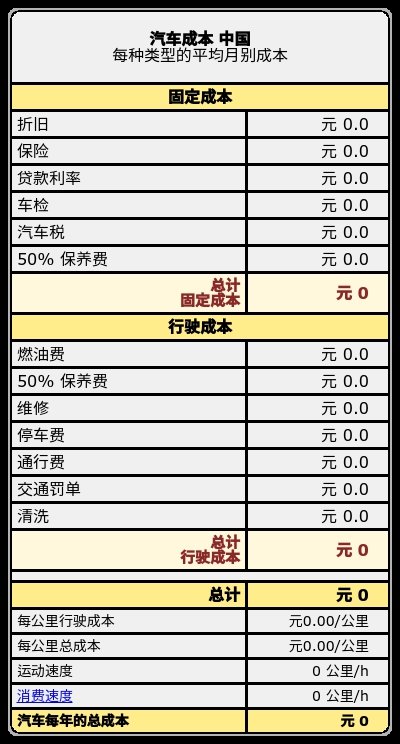 汽车成本 中国
每种类型的平均月别成本
固定成本
折旧 元 0.0
保险 元 0.0
贷款利率 元 0.0
车检 元 0.0
汽车税 元 0.0
50% 保养费 元 0.0
总计
固定成本 元 0
行驶成本
燃油费 元 0.0
50% 保养费 元 0.0
维修 元 0.0
停车费 元 0.0
通行费 元 0.0
交通罚单 元 0.0
清洗 元 0.0
总计
行驶成本 元 0
总计 元 0
每公里行驶成本 元0.00/公里
每公里总成本 元0.00/公里
运动速度 0 公里/h
消费速度 0 公里/h
汽车每年的总成本 元 0